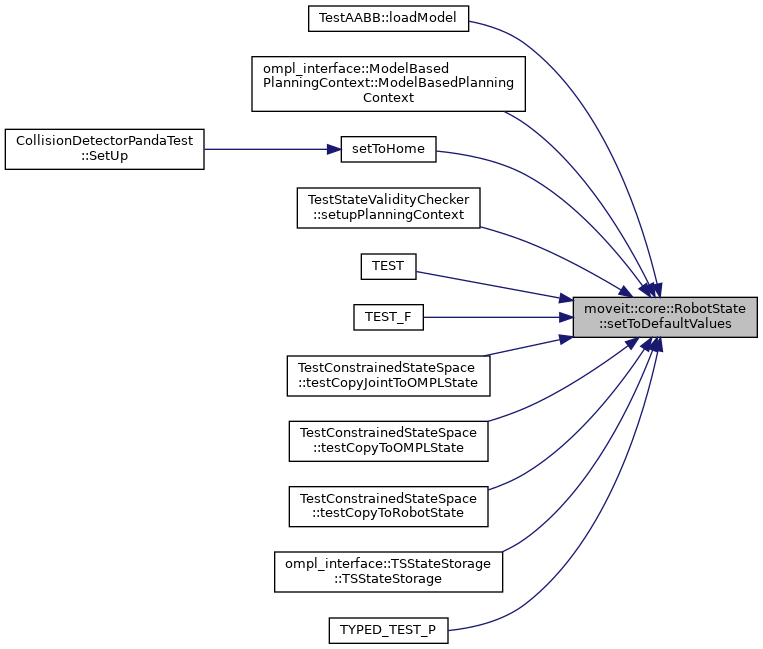 TestAABB::loadModel
ompl_interface::ModelBased
PlanningContext::ModelBasedPlanning
Context
CollisionDetectorPandaTest
::SetUp
setToHome
TestStateValidityChecker
::setupPlanningContext
TEST
TEST_F
moveit::core::RobotState
::setToDefaultValues
TestConstrainedStateSpace
::testCopyJointToOMPLState
TestConstrainedStateSpace
::testCopyToOMPLState
TestConstrainedStateSpace
::testCopyToRobotState
ompl_interface::TSStateStorage
::TSStateStorage
TYPED_TEST_P